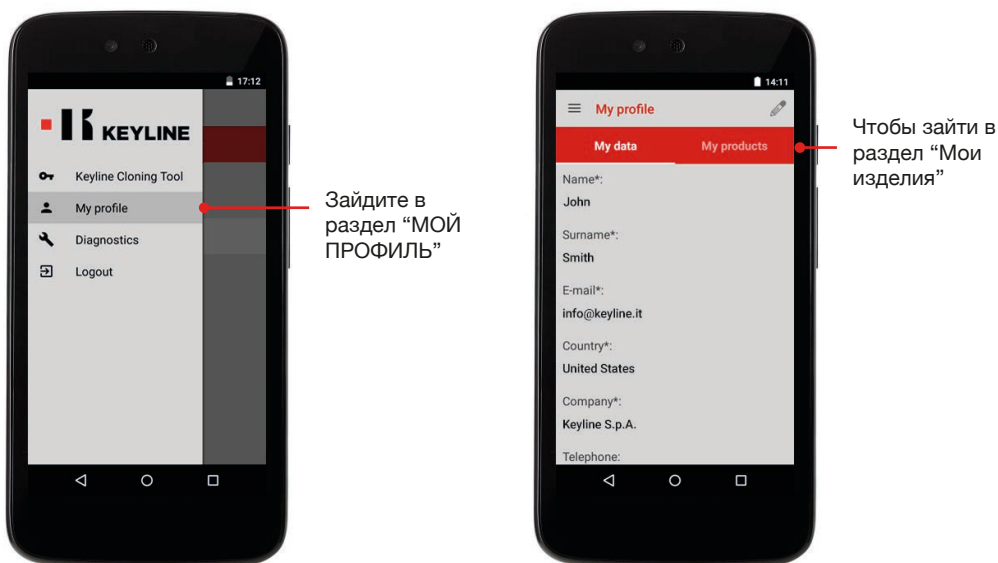 17:12
KEYLINE
Keyline Cloning Tool
My profile
Diagnostics
Logout
Зайдите в
раздел “МОЙ
ПРОФИЛЬ”
14:11
My profile
My data
My products
Name*:
John
Surname*:
Smith
E-mail*:
info@keyline.it
Country*:
United States
Company*:
Keyline S.p.A.
Telephone:
Чтобы зайти в
раздел “Мои
изделия”